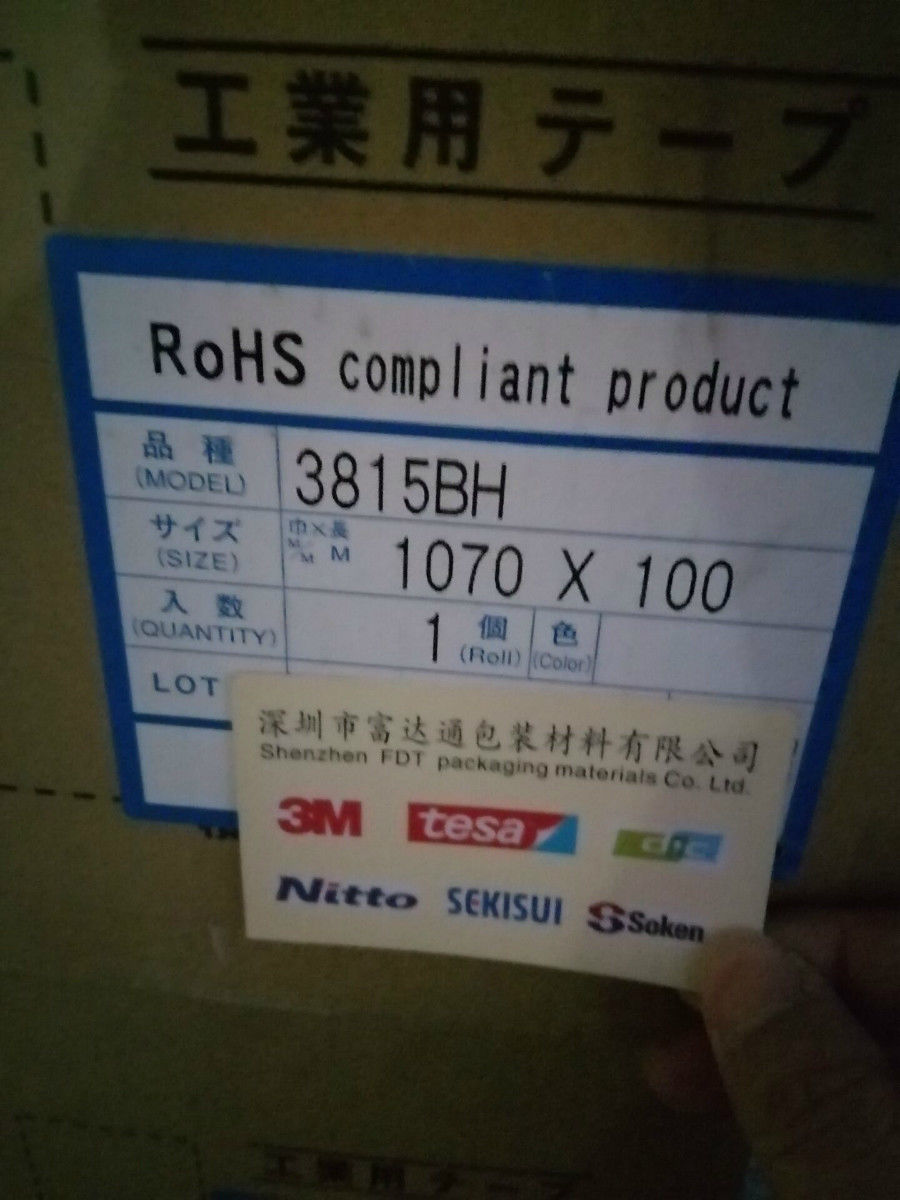 工業用テープ
RoHS compliant product
品種 3815BH
(MODEL)
サイズ 巾×長 1070 X 100
(SIZE) M/M M
入数 1 個 色
(QUANTITY) (Roll) (Color)
LOT
深圳市富达通包装材料有限公司
Shenzhen FDT packaging materials Co. Ltd.
3M tesa
Nitto SEKISUI Soken
工業用テープ